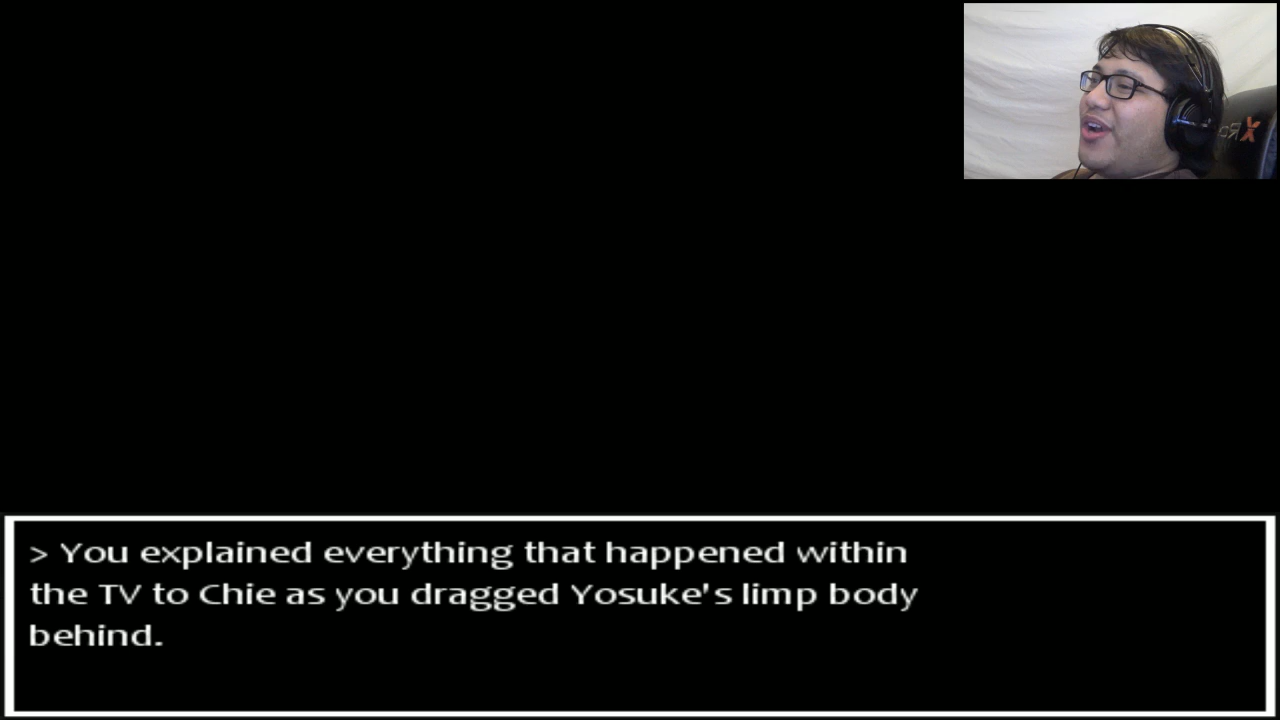 > You explained everything that happened within
the TV to Chie as you dragged Yosuke's limp body
behind.